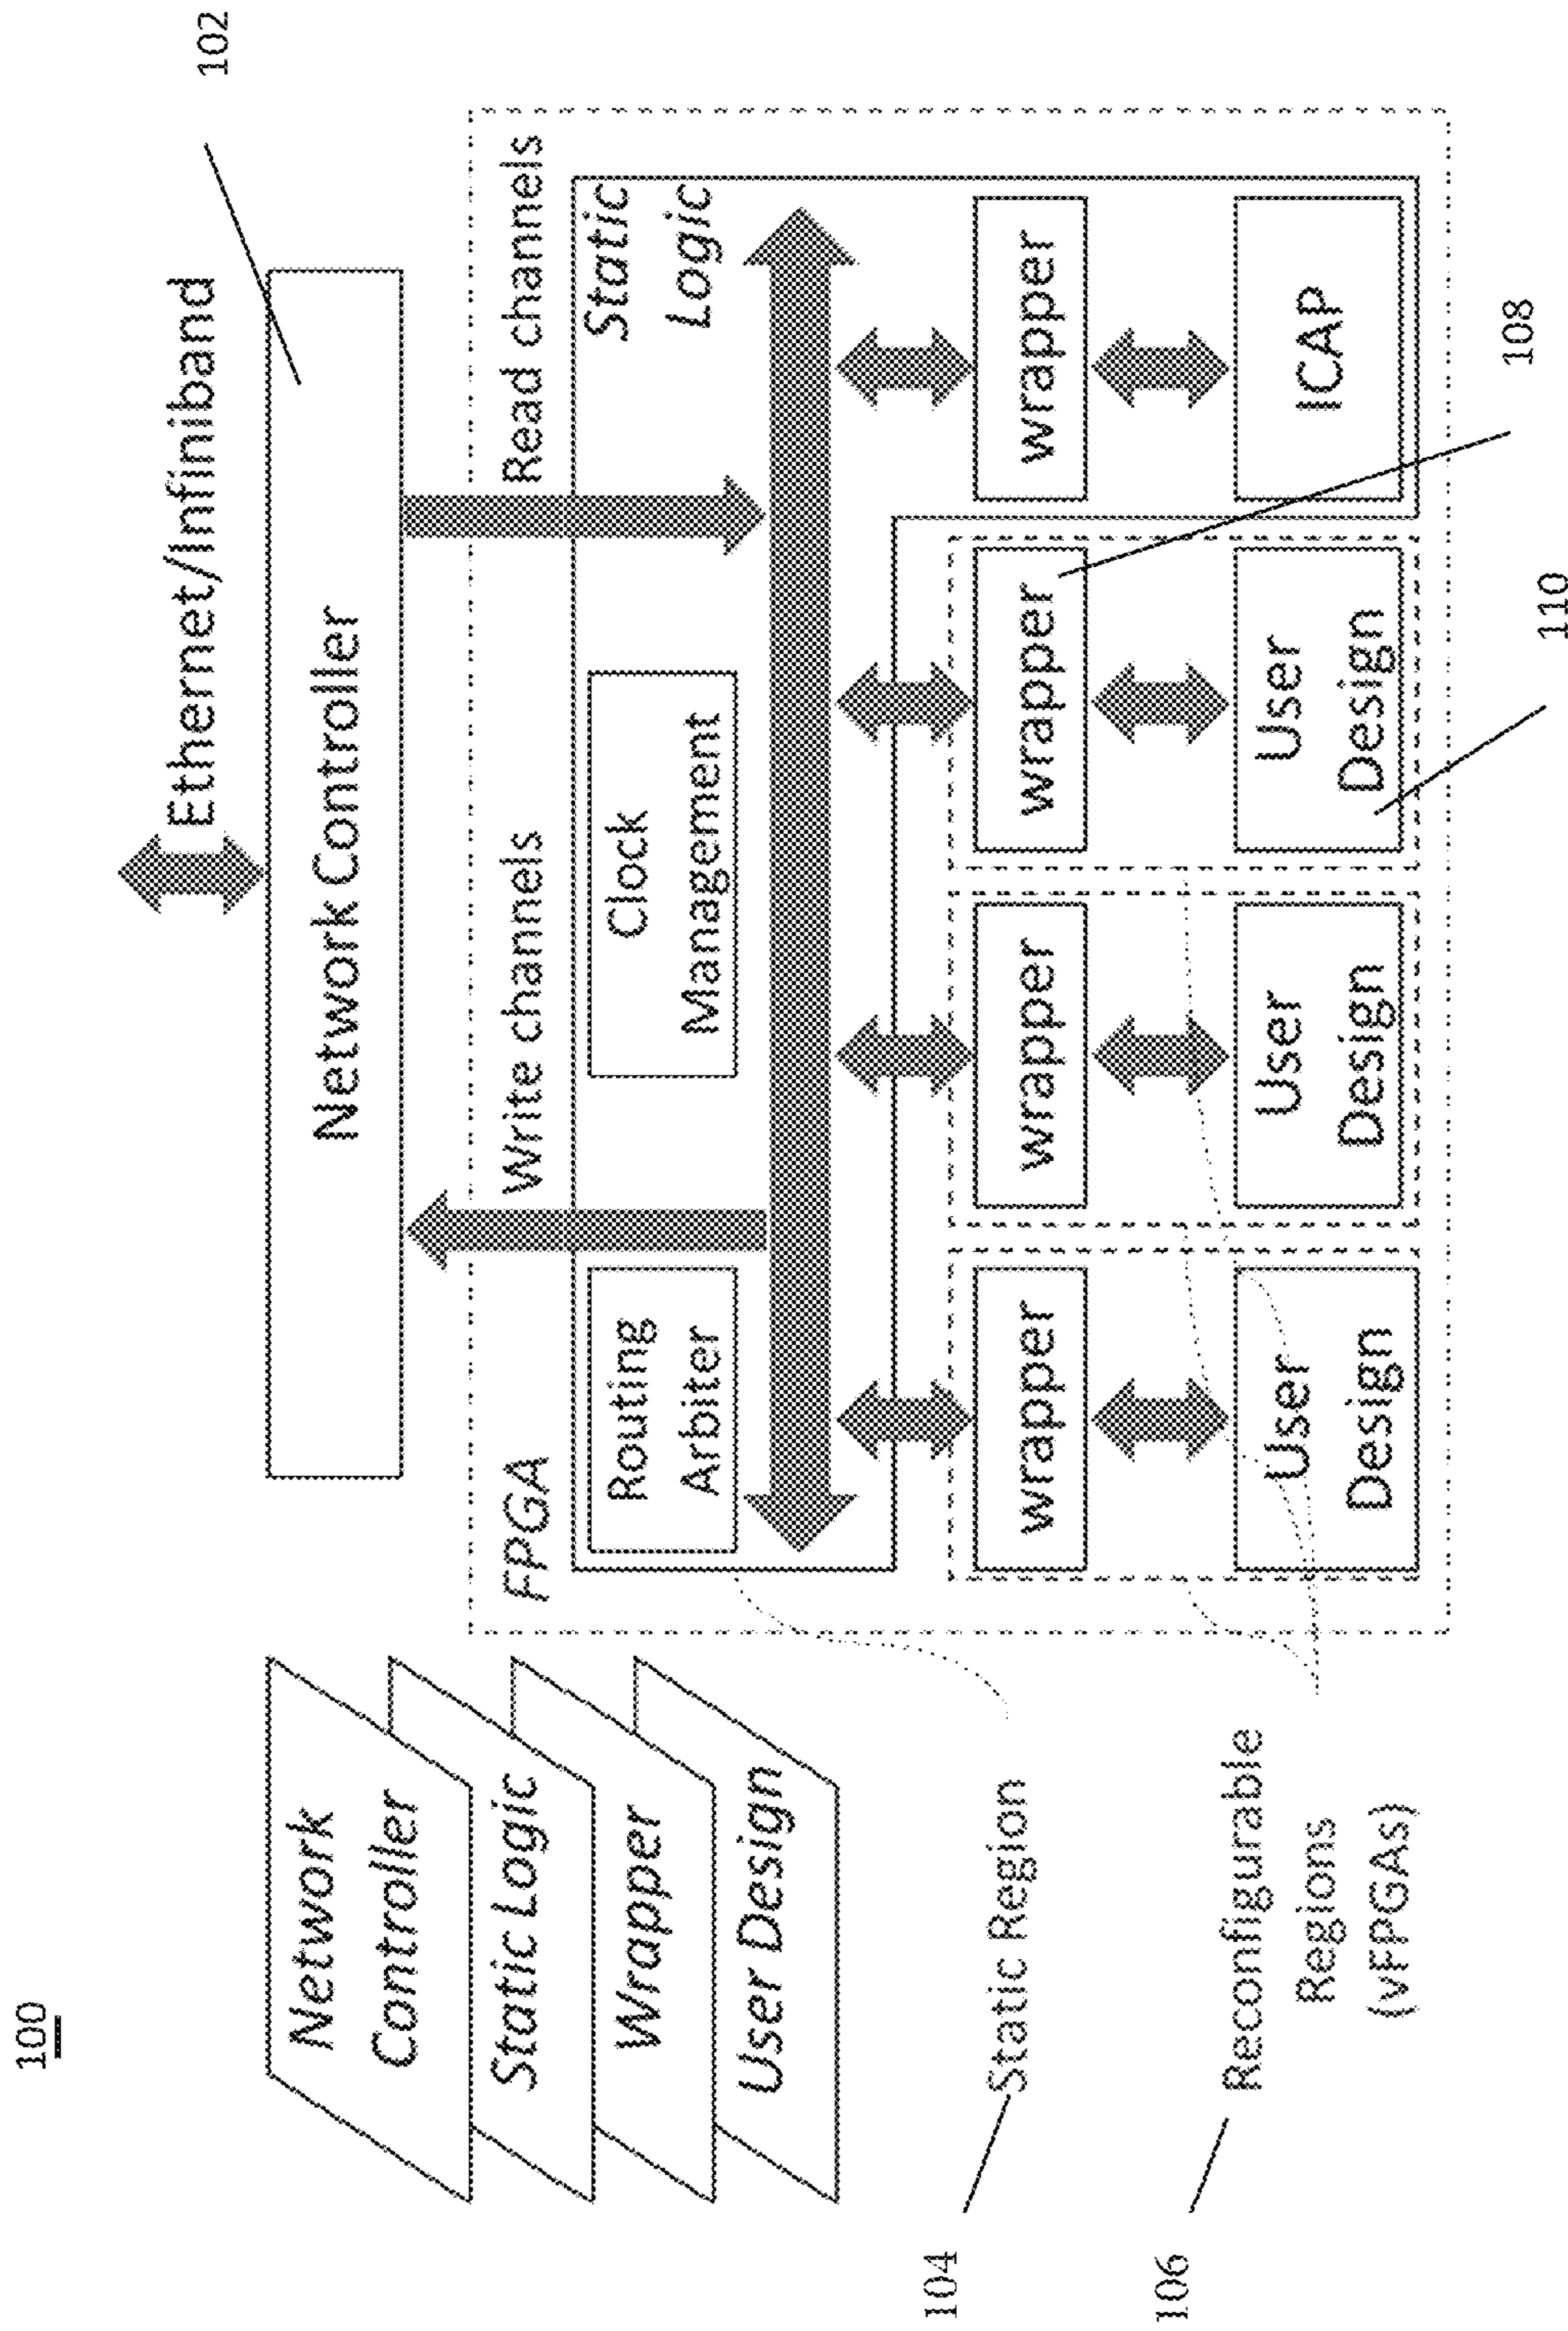 100
102
Ethernet/Infiniband
Network
Controller
Static Logic
Wrapper
User Design
Network Controller
FPGA
Write channels
Read channels
Routing
Arbiter
Clock
Management
Static
Logic
wrapper
wrapper
wrapper
wrapper
User
Design
User
Design
User
Design
ICAP
104
Static Region
106
Reconfigurable
Regions
(vFPGAs)
108
110